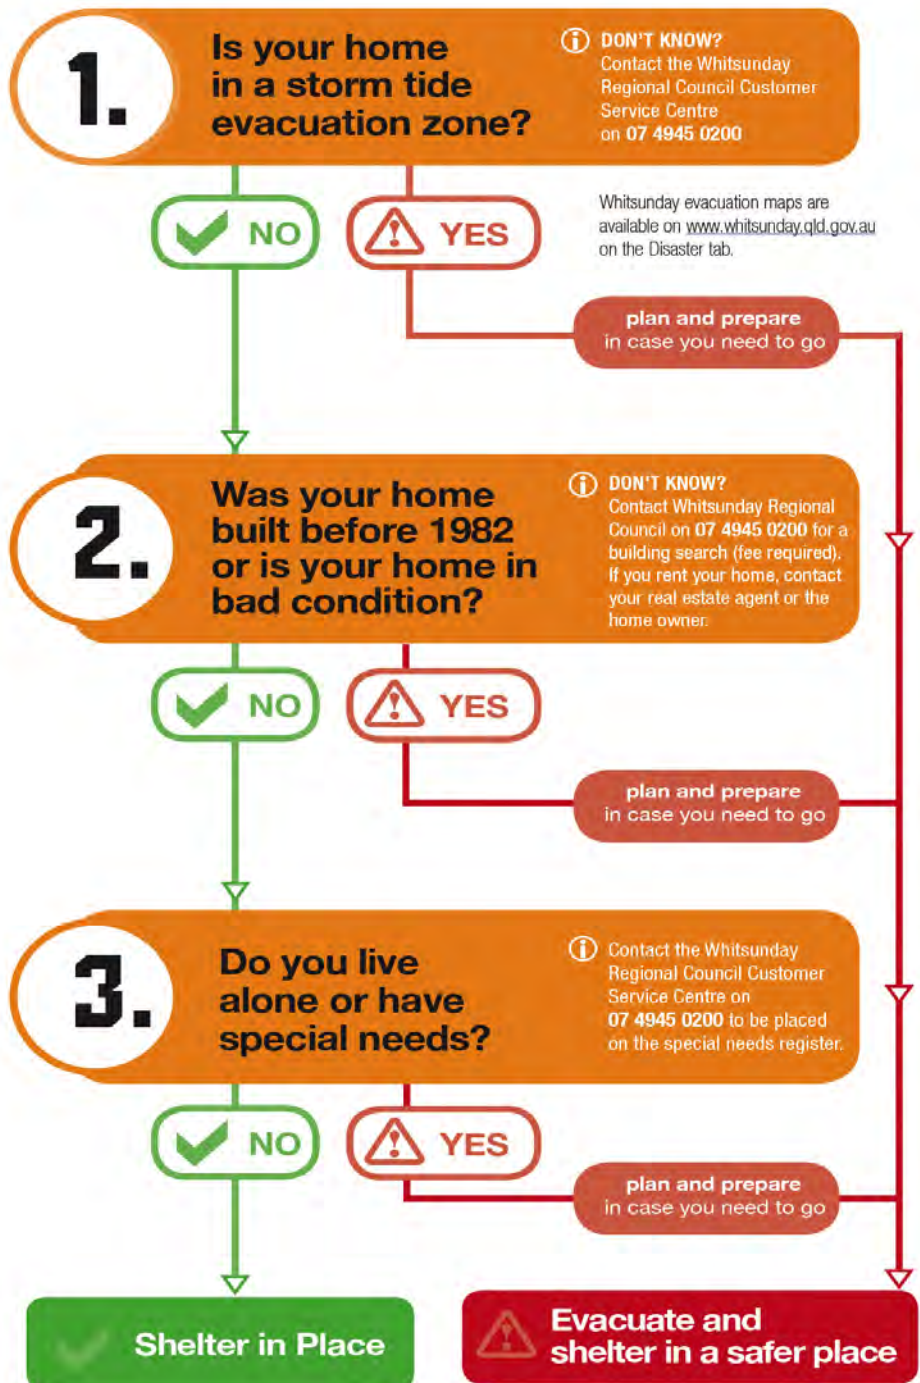 1.
Is your home
in a storm tide
evacuation zone?
DON'T KNOW?
Contact the Whitsunday
Regional Council Customer
Service Centre
on 07 4945 0200
NO
YES
Whitsunday evacuation maps are
available on www.whitsunday.qld.gov.au
on the Disaster tab.
plan and prepare
in case you need to go
2.
Was your home
built before 1982
or is your home in
bad condition?
DON'T KNOW?
Contact Whitsunday Regional
Council on 07 4945 0200 for a
building search (fee required).
If you rent your home, contact
your real estate agent or the
home owner.
NO
YES
plan and prepare
in case you need to go
3.
Do you live
alone or have
special needs?
Contact the Whitsunday
Regional Council Customer
Service Centre on
07 4945 0200 to be placed
on the special needs register.
NO
YES
plan and prepare
in case you need to go
Shelter in Place
Evacuate and
shelter in a safer place